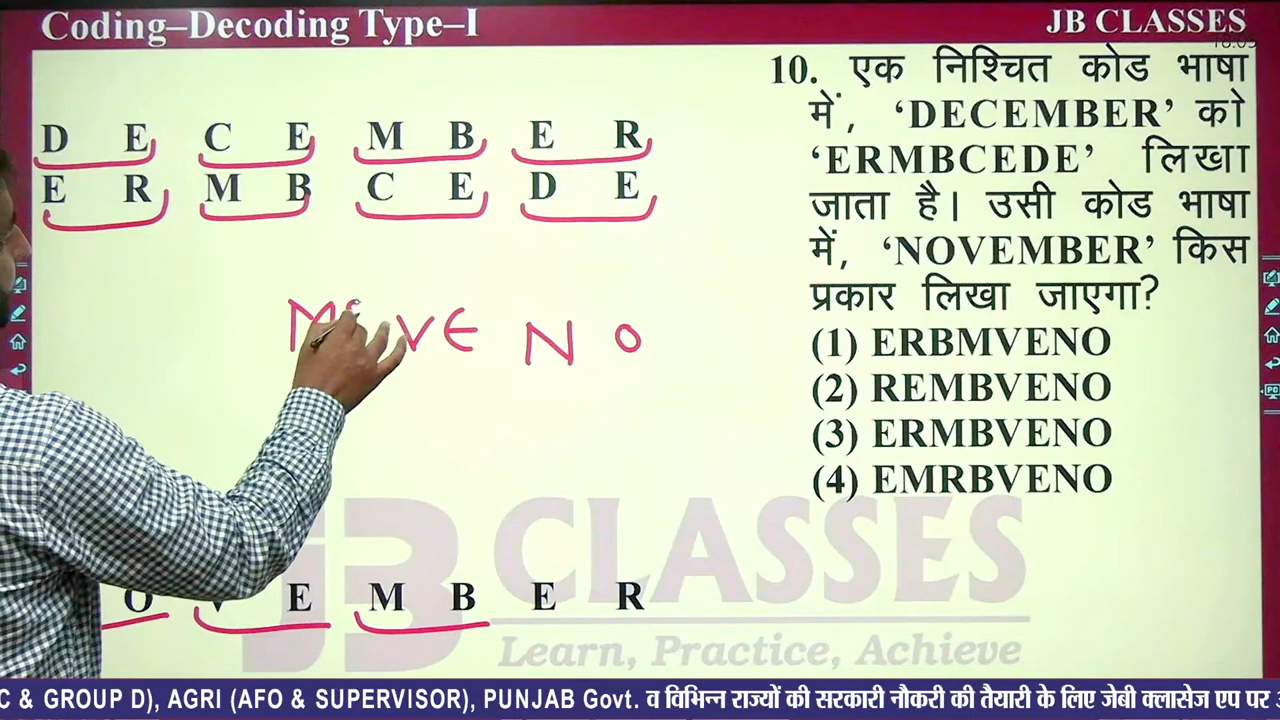 Coding–Decoding Type–I
JB CLASSES
D E C E M B E R
E R M B C E D E
M V E N O
O E M B E R
10. एक निश्चित कोड भाषा
में, ‘DECEMBER’ को
‘ERMBCEDE’ लिखा
जाता है। उसी कोड भाषा
में, ‘NOVEMBER’ किस
प्रकार लिखा जाएगा?
(1) ERBMVENO
(2) REMBVENO
(3) ERMBVENO
(4) EMRBVENO
JB CLASSES
Learn, Practice, Achieve
C & GROUP D), AGRI (AFO & SUPERVISOR), PUNJAB Govt. व विभिन्न राज्यों की सरकारी नौकरी की तैयारी के लिए जेबी क्लासेज एप पर